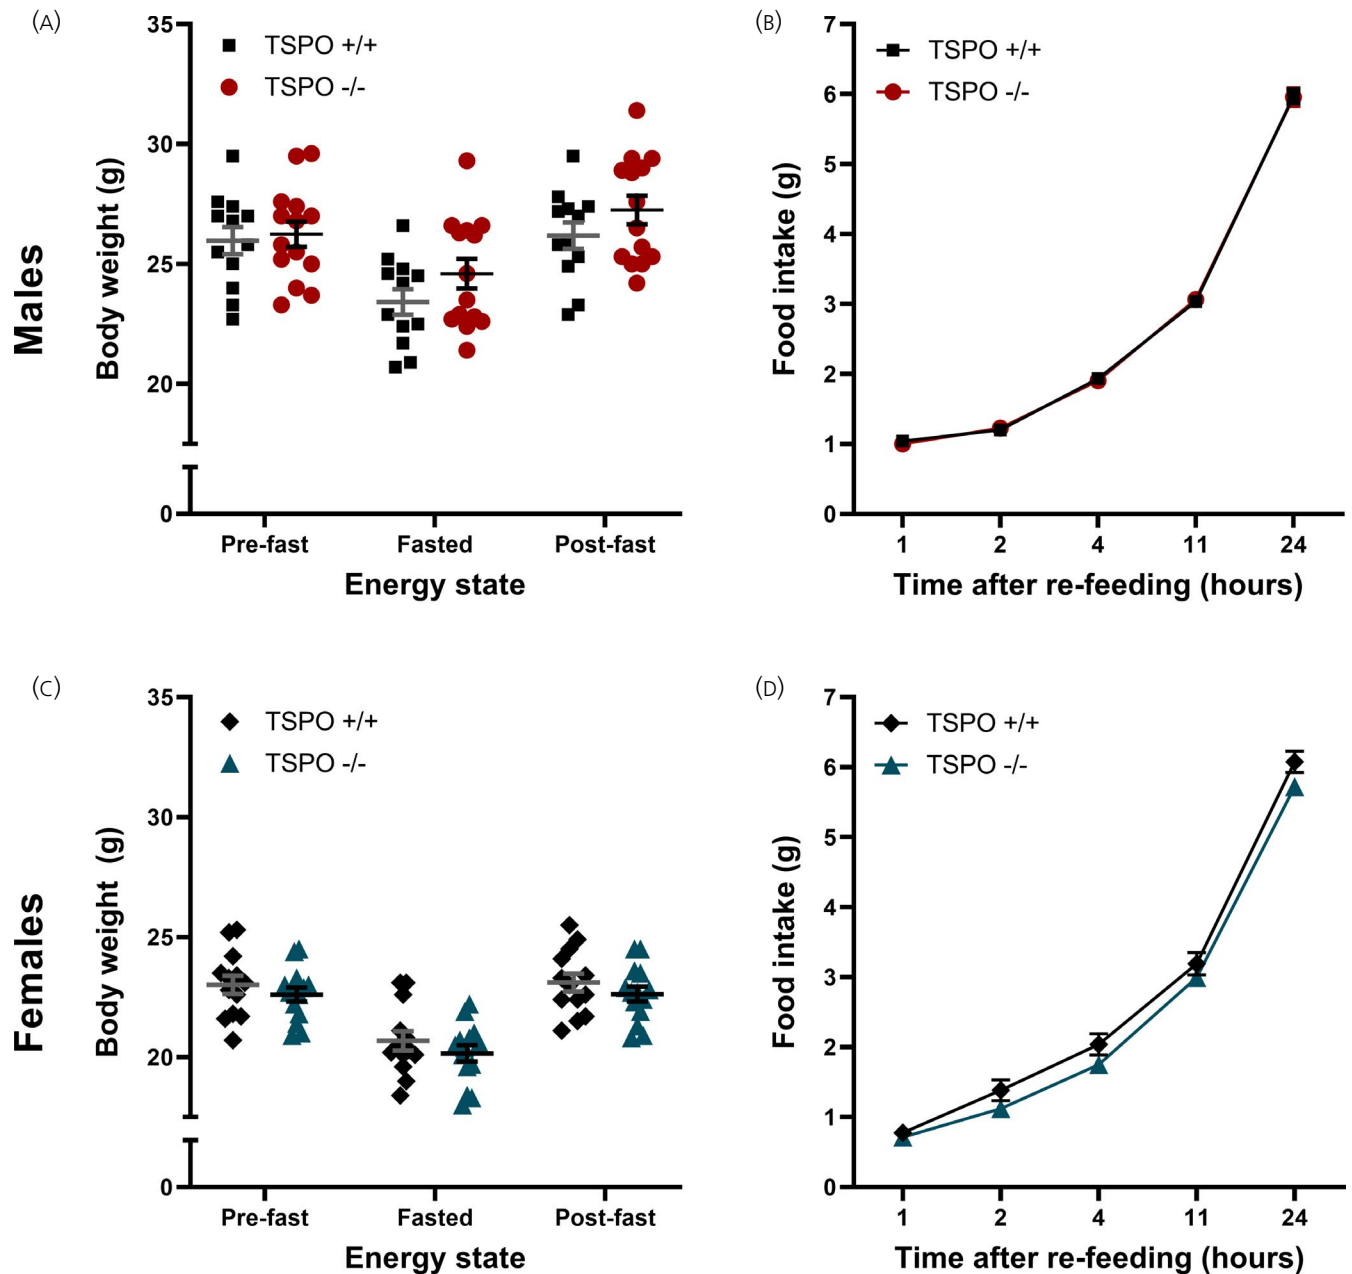 (A)
35
30
25
20
0
TSPO +/+
TSPO -/-
Body weight (g)
Males
Pre-fast Fasted Post-fast
Energy state
(B)
7
6
5
4
3
2
1
0
TSPO +/+
TSPO -/-
Food intake (g)
1 2 4 11 24
Time after re-feeding (hours)
(C)
35
30
25
20
0
TSPO +/+
TSPO -/-
Body weight (g)
Females
Pre-fast Fasted Post-fast
Energy state
(D)
7
6
5
4
3
2
1
0
TSPO +/+
TSPO -/-
Food intake (g)
1 2 4 11 24
Time after re-feeding (hours)